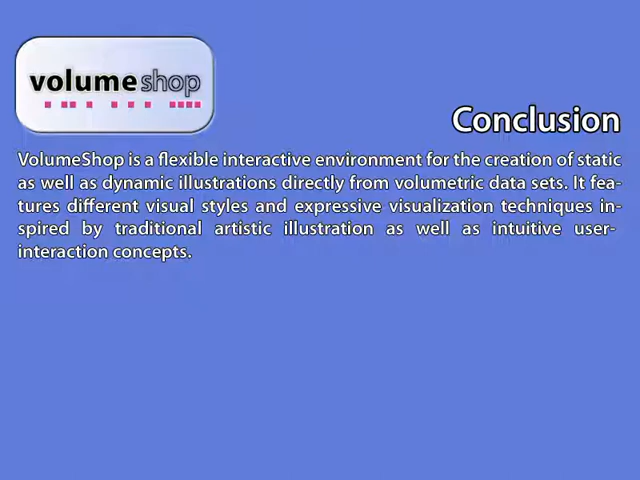 volumeshop
Conclusion
VolumeShop is a flexible interactive environment for the creation of static
as well as dynamic illustrations directly from volumetric data sets. It fea-
tures different visual styles and expressive visualization techniques in-
spired by traditional artistic illustration as well as intuitive user-
interaction concepts.